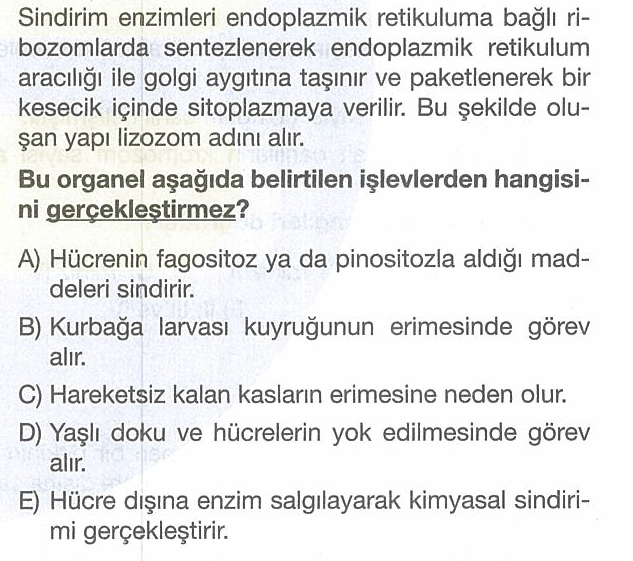 Sindirim enzimleri endoplazmik retikuluma bağlı ri-
bozomlarda sentezlenerek endoplazmik retikulum
aracılığı ile golgi aygıtına taşınır ve paketlenerek bir
kesecik içinde sitoplazmaya verilir. Bu şekilde olu-
şan yapı lizozom adını alır.
Bu organel aşağıda belirtilen işlevlerden hangisi-
ni gerçekleştirmez?
A) Hücrenin fagositoz ya da pinositozla aldığı mad-
deleri sindirir.
B) Kurbağa larvası kuyruğunun erimesinde görev
alır.
C) Hareketsiz kalan kasların erimesine neden olur.
D) Yaşlı doku ve hücrelerin yok edilmesinde görev
alır.
E) Hücre dışına enzim salgılayarak kimyasal sindiri-
mi gerçekleştirir.